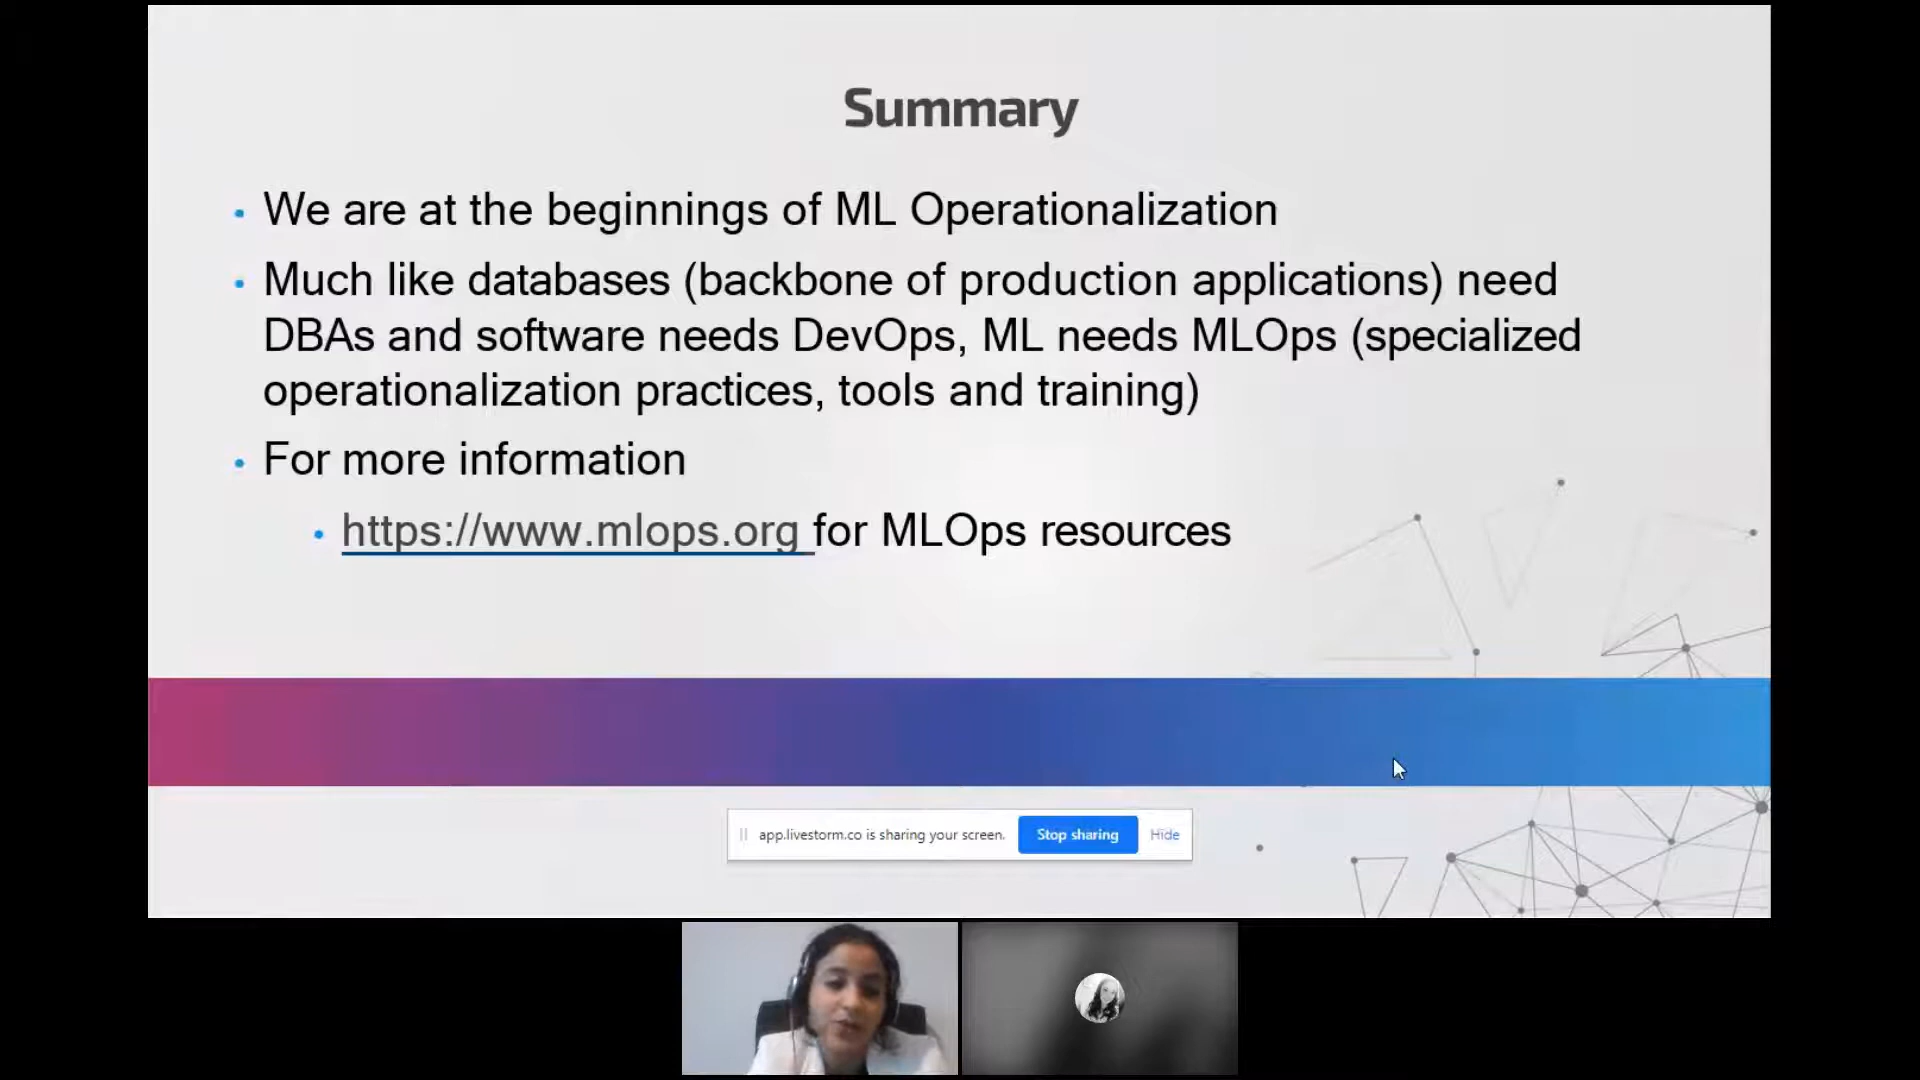 Summary
• We are at the beginnings of ML Operationalization
• Much like databases (backbone of production applications) need
DBAs and software needs DevOps, ML needs MLOps (specialized
operationalization practices, tools and training)
• For more information
• https://www.mlops.org for MLOps resources
app.livestorm.co is sharing your screen. Stop sharing Hide